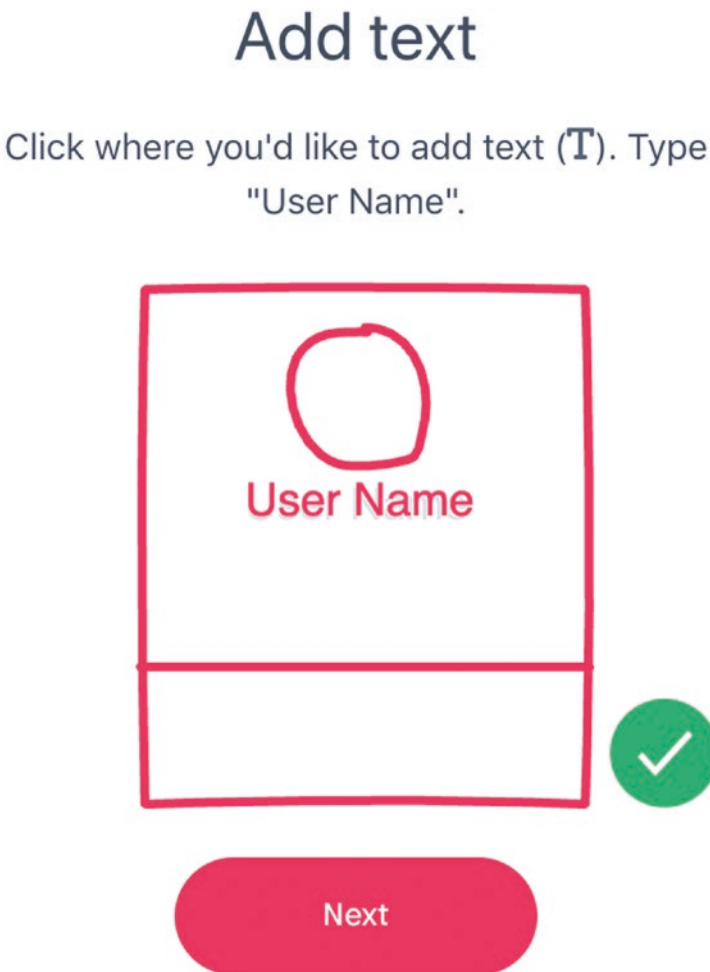 Add text
Click where you'd like to add text (T). Type
"User Name".
User Name
Next